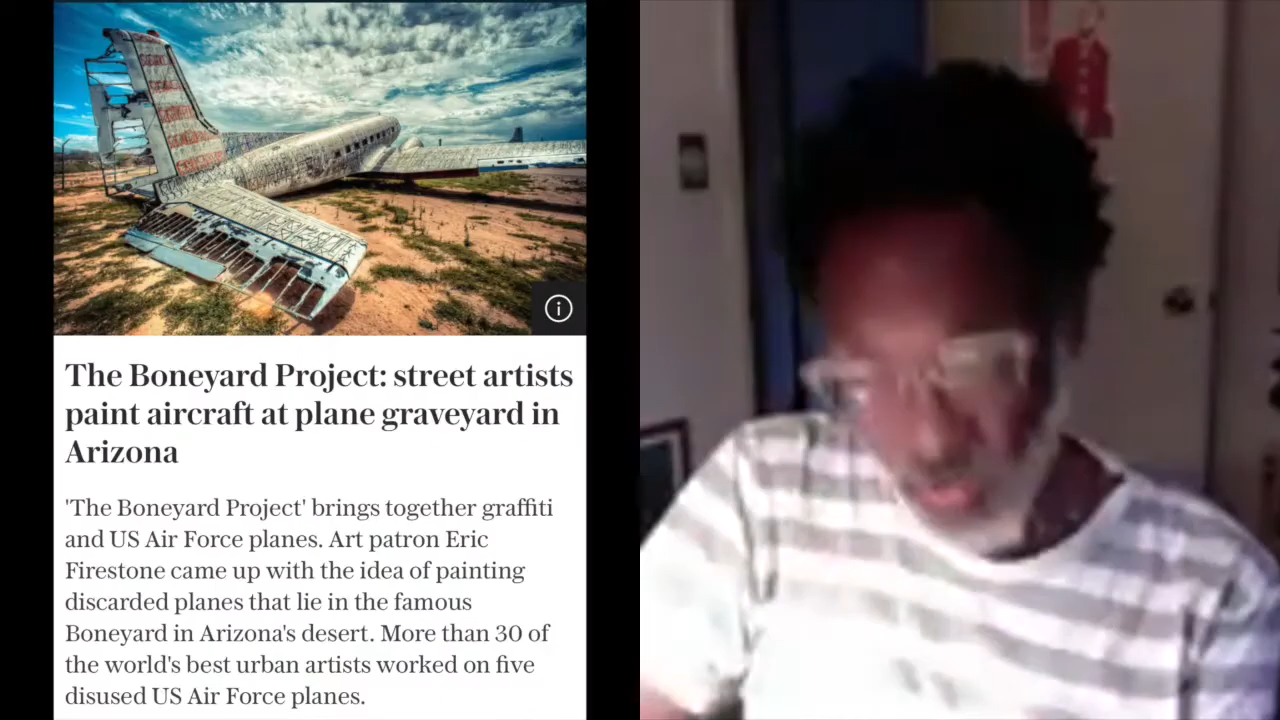 The Boneyard Project: street artists
paint aircraft at plane graveyard in
Arizona
'The Boneyard Project' brings together graffiti
and US Air Force planes. Art patron Eric
Firestone came up with the idea of painting
discarded planes that lie in the famous
Boneyard in Arizona's desert. More than 30 of
the world's best urban artists worked on five
disused US Air Force planes.